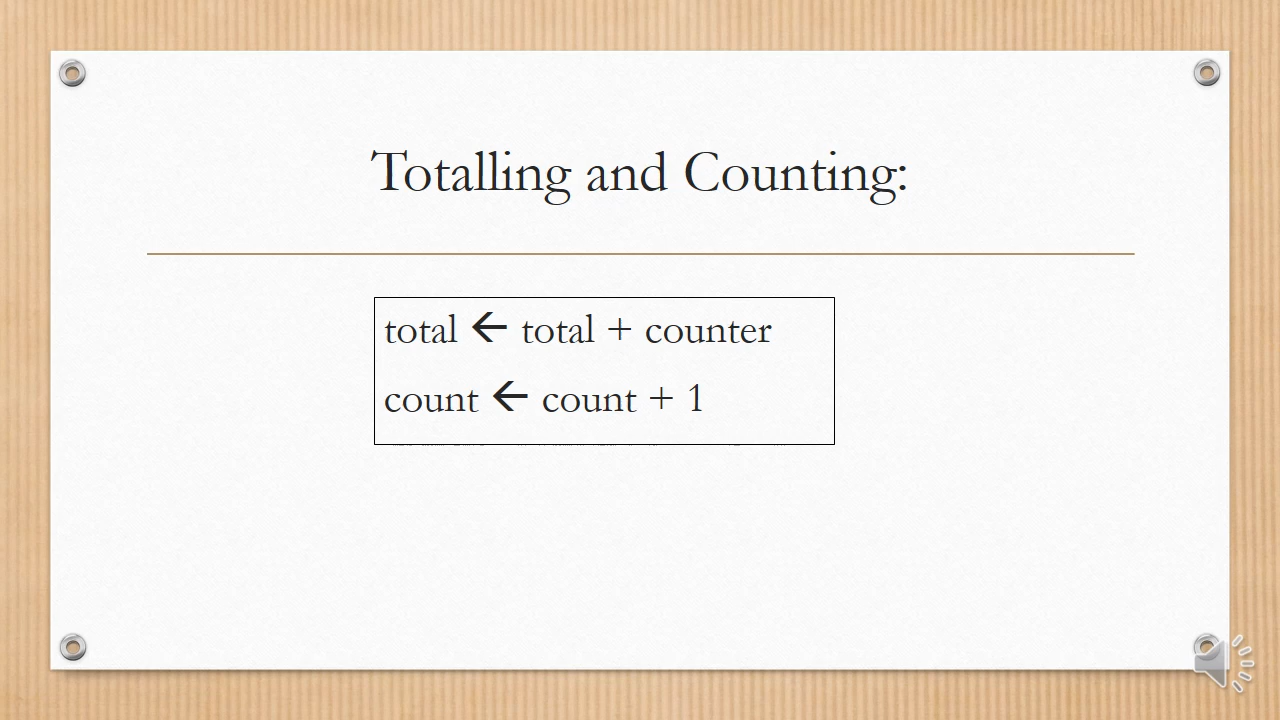 Totalling and Counting:
total ← total + counter
count ← count + 1